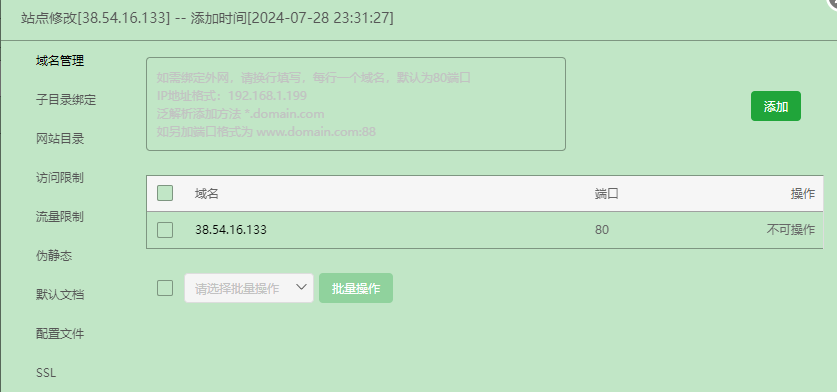 站点修改[38.54.16.133] -- 添加时间[2024-07-28 23:31:27]
域名管理
子目录绑定
网站目录
访问限制
流量限制
伪静态
默认文档
配置文件
SSL
如需绑定外网，请换行填写，每行一个域名，默认为80端口
IP地址格式：192.168.1.199
泛解析添加方法 *.domain.com
如另加端口格式为 www.domain.com:88
添加
域名 端口 操作
38.54.16.133 80 不可操作
请选择批量操作 批量操作